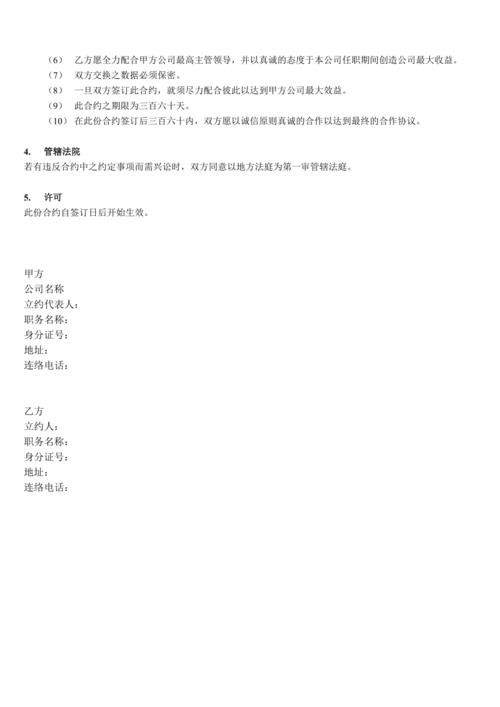 （6） 乙方愿全力配合甲方公司最高主管领导，并以真诚的态度于本公司任职期间创造公司最大收益。
（7） 双方交换之数据必须保密。
（8） 一旦双方签订此合约，就须尽力配合彼此以达到甲方公司最大效益。
（9） 此合约之期限为三百六十天。
（10） 在此份合约签订后三百六十内，双方愿以诚信原则真诚的合作以达到最终的合作协议。
4. 管辖法院
若有违反合约中之约定事项而需兴讼时，双方同意以地方法庭为第一审管辖法庭。
5. 许可
此份合约自签订日后开始生效。
甲方
公司名称
立约代表人：
职务名称：
身分证号：
地址：
连络电话：
乙方
立约人：
职务名称：
身分证号：
地址：
连络电话：